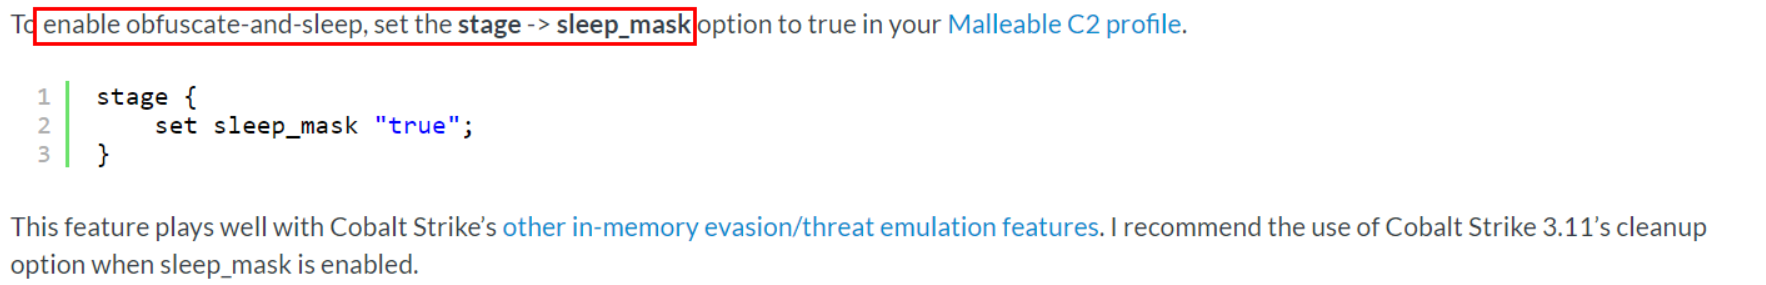 To enable obfuscate-and-sleep, set the stage -> sleep_mask option to true in your Malleable C2 profile.
1 stage {
2 set sleep_mask "true";
3 }
This feature plays well with Cobalt Strike’s other in-memory evasion/threat emulation features. I recommend the use of Cobalt Strike 3.11’s cleanup
option when sleep_mask is enabled.